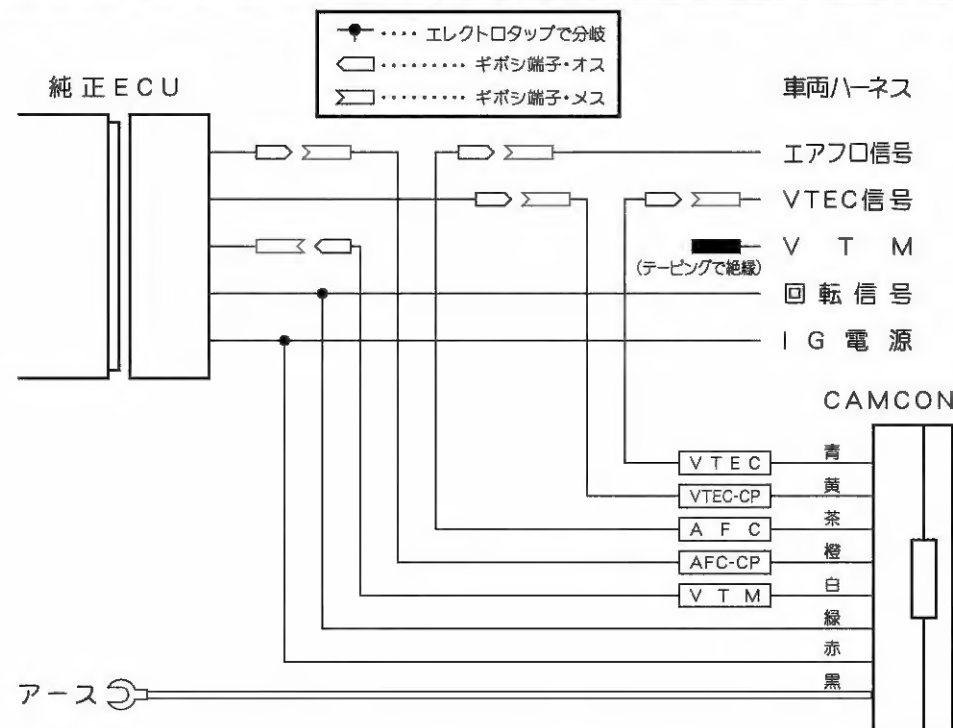 ···· エレクトロタップで分岐
········· ギボシ端子・オス
········· ギボシ端子・メス
純正ECU
車両ハーネス
エアフロ信号
VTEC信号
VTM
(テーピングで絶縁)
回転信号
IG電源
CAMCON
VTEC 青
VTEC-CP 黄
AFC 茶
AFC-CP 橙
VTM 白
緑
赤
アース 黒